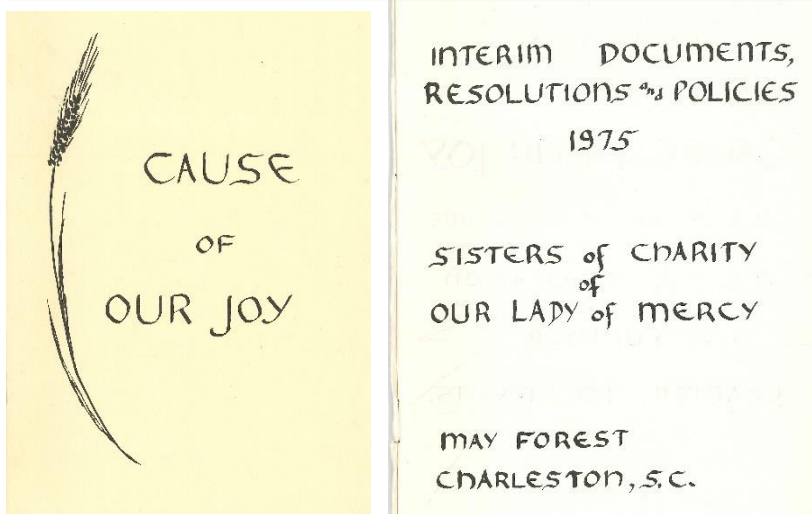 CAUSE
OF
OUR JOY
INTERIM DOCUMENTS,
RESOLUTIONS and POLICIES
1975
SISTERS of CHARITY
of
OUR LADY of MERCY
MAY FOREST
CHARLESTON, S.C.